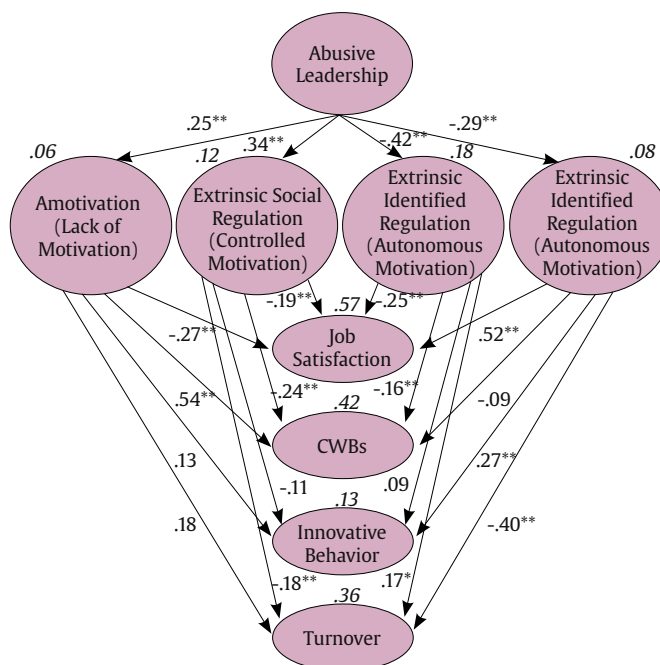 Abusive
Leadership
.25**
.34**
-.42**
-.29**
.06
.12
.18
.08
Amotivation
(Lack of
Motivation)
Extrinsic Social
Regulation
(Controlled
Motivation)
Extrinsic
Identified
Regulation
(Autonomous
Motivation)
Extrinsic
Identified
Regulation
(Autonomous
Motivation)
-.19**
-.25**
.57
Job
Satisfaction
-.27**
.52**
-.24**
-.16**
.42
CWBs
.54**
-.09
.13
-.11
.09
.27**
.13
Innovative
Behavior
.18
-.40**
-.18**
.17*
.36
Turnover